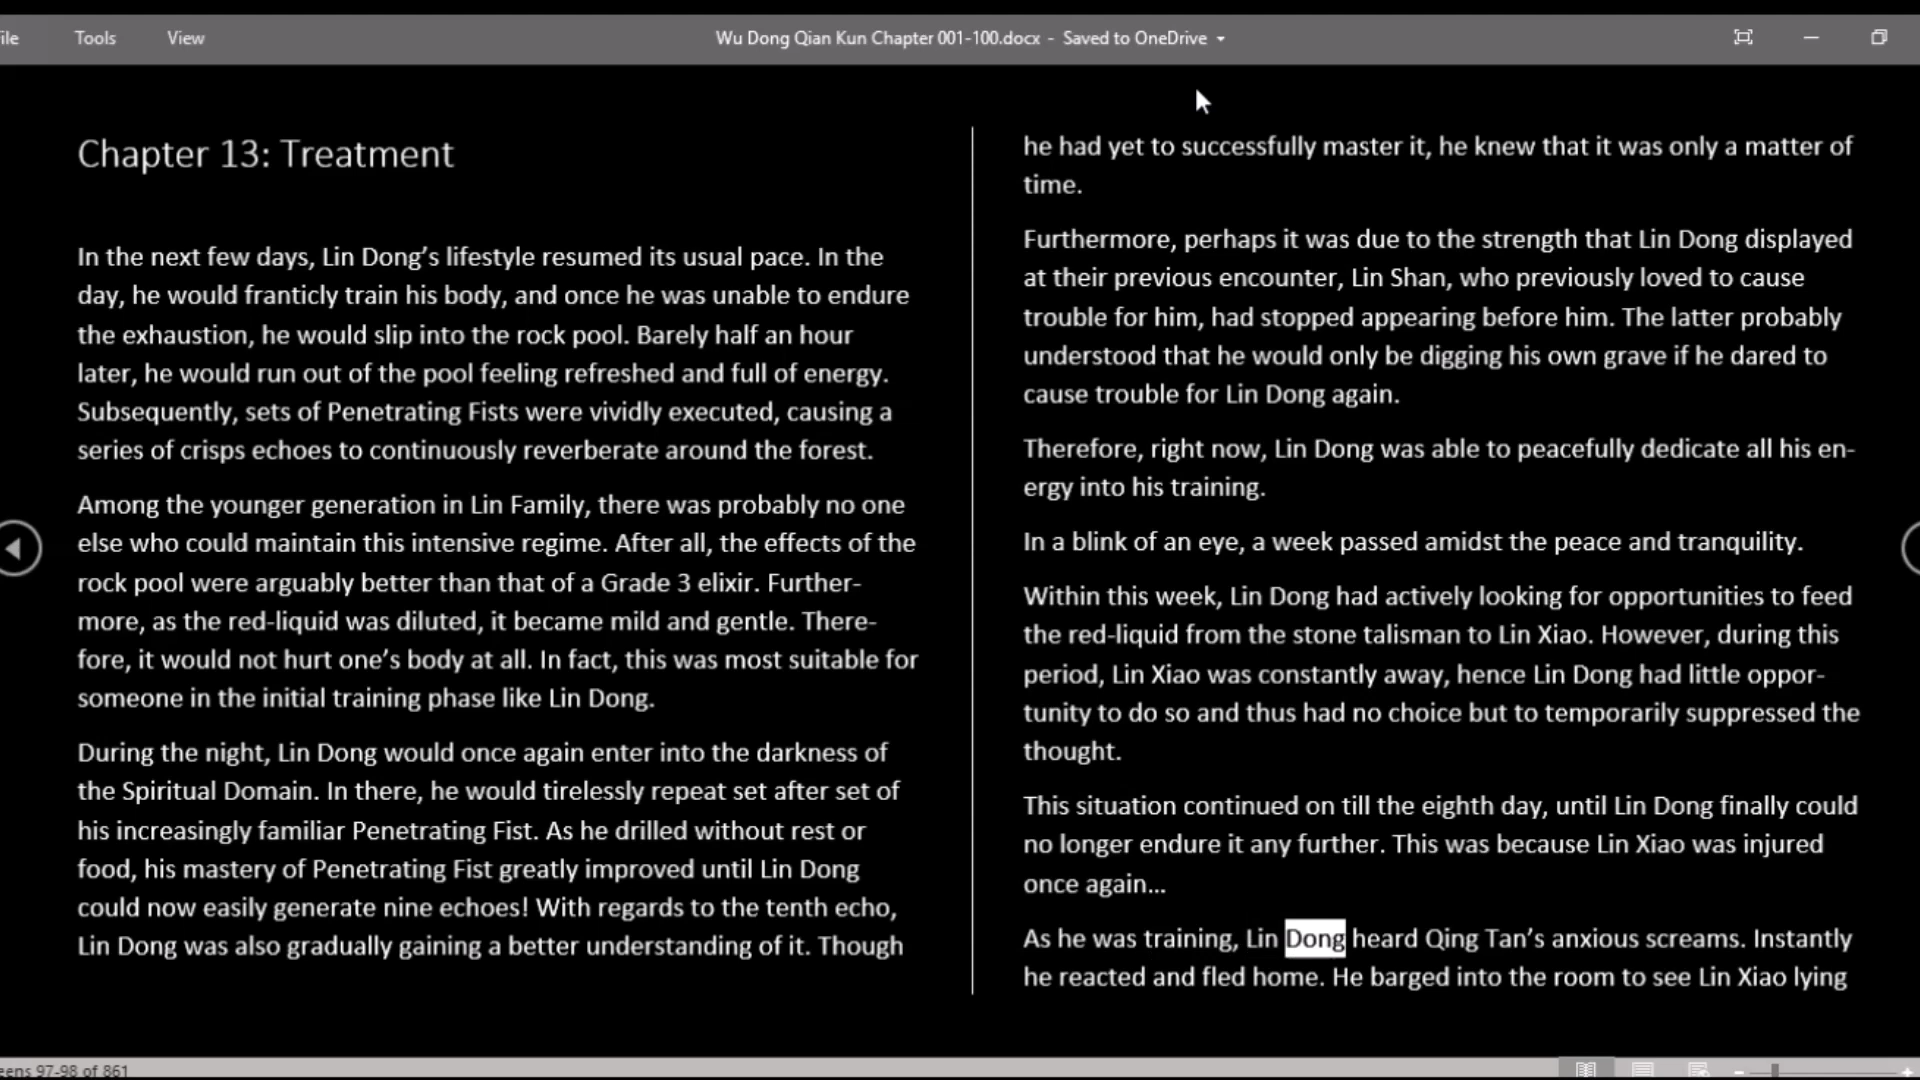 ile Tools View Wu Dong Qian Kun Chapter 001-100.docx - Saved to OneDrive
Chapter 13: Treatment
In the next few days, Lin Dong’s lifestyle resumed its usual pace. In the
day, he would franticly train his body, and once he was unable to endure
the exhaustion, he would slip into the rock pool. Barely half an hour
later, he would run out of the pool feeling refreshed and full of energy.
Subsequently, sets of Penetrating Fists were vividly executed, causing a
series of crisps echoes to continuously reverberate around the forest.
Among the younger generation in Lin Family, there was probably no one
else who could maintain this intensive regime. After all, the effects of the
rock pool were arguably better than that of a Grade 3 elixir. Further-
more, as the red-liquid was diluted, it became mild and gentle. There-
fore, it would not hurt one’s body at all. In fact, this was most suitable for
someone in the initial training phase like Lin Dong.
During the night, Lin Dong would once again enter into the darkness of
the Spiritual Domain. In there, he would tirelessly repeat set after set of
his increasingly familiar Penetrating Fist. As he drilled without rest or
food, his mastery of Penetrating Fist greatly improved until Lin Dong
could now easily generate nine echoes! With regards to the tenth echo,
Lin Dong was also gradually gaining a better understanding of it. Though
he had yet to successfully master it, he knew that it was only a matter of
time.
Furthermore, perhaps it was due to the strength that Lin Dong displayed
at their previous encounter, Lin Shan, who previously loved to cause
trouble for him, had stopped appearing before him. The latter probably
understood that he would only be digging his own grave if he dared to
cause trouble for Lin Dong again.
Therefore, right now, Lin Dong was able to peacefully dedicate all his en-
ergy into his training.
In a blink of an eye, a week passed amidst the peace and tranquility.
Within this week, Lin Dong had actively looking for opportunities to feed
the red-liquid from the stone talisman to Lin Xiao. However, during this
period, Lin Xiao was constantly away, hence Lin Dong had little oppor-
tunity to do so and thus had no choice but to temporarily suppressed the
thought.
This situation continued on till the eighth day, until Lin Dong finally could
no longer endure it any further. This was because Lin Xiao was injured
once again…
As he was training, Lin Dong heard Qing Tan’s anxious screams. Instantly
he reacted and fled home. He barged into the room to see Lin Xiao lying
eens 97-98 of 861